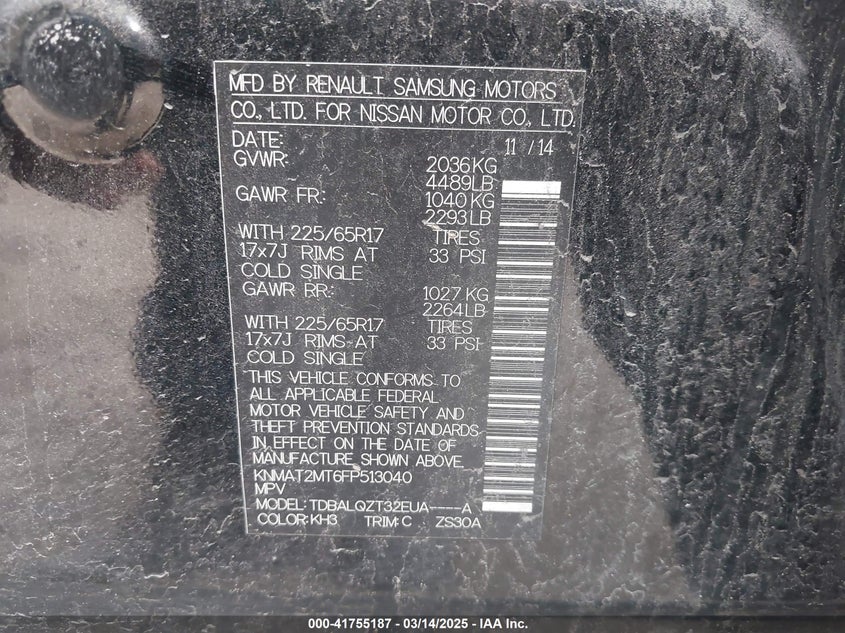 MFD BY RENAULT SAMSUNG MOTORS
CO., LTD. FOR NISSAN MOTOR CO., LTD.
DATE: 11 / 14
GVWR: 2036KG
4489LB
GAWR FR: 1040KG
2293LB
WITH 225/65R17 TIRES
17x7J RIMS AT 33 PSI
COLD SINGLE
GAWR RR: 1027KG
2264LB
WITH 225/65R17 TIRES
17x7J RIMS AT 33 PSI
COLD SINGLE
THIS VEHICLE CONFORMS TO
ALL APPLICABLE FEDERAL
MOTOR VEHICLE SAFETY AND
THEFT PREVENTION STANDARDS
IN EFFECT ON THE DATE OF
MANUFACTURE SHOWN ABOVE.
KNMAT2MT6FP513040
MPV
MODEL: TDBALQZT32EUA----A
COLOR: KH3 TRIM: C ZS30A
000-41755187 - 03/14/2025 - IAA Inc.